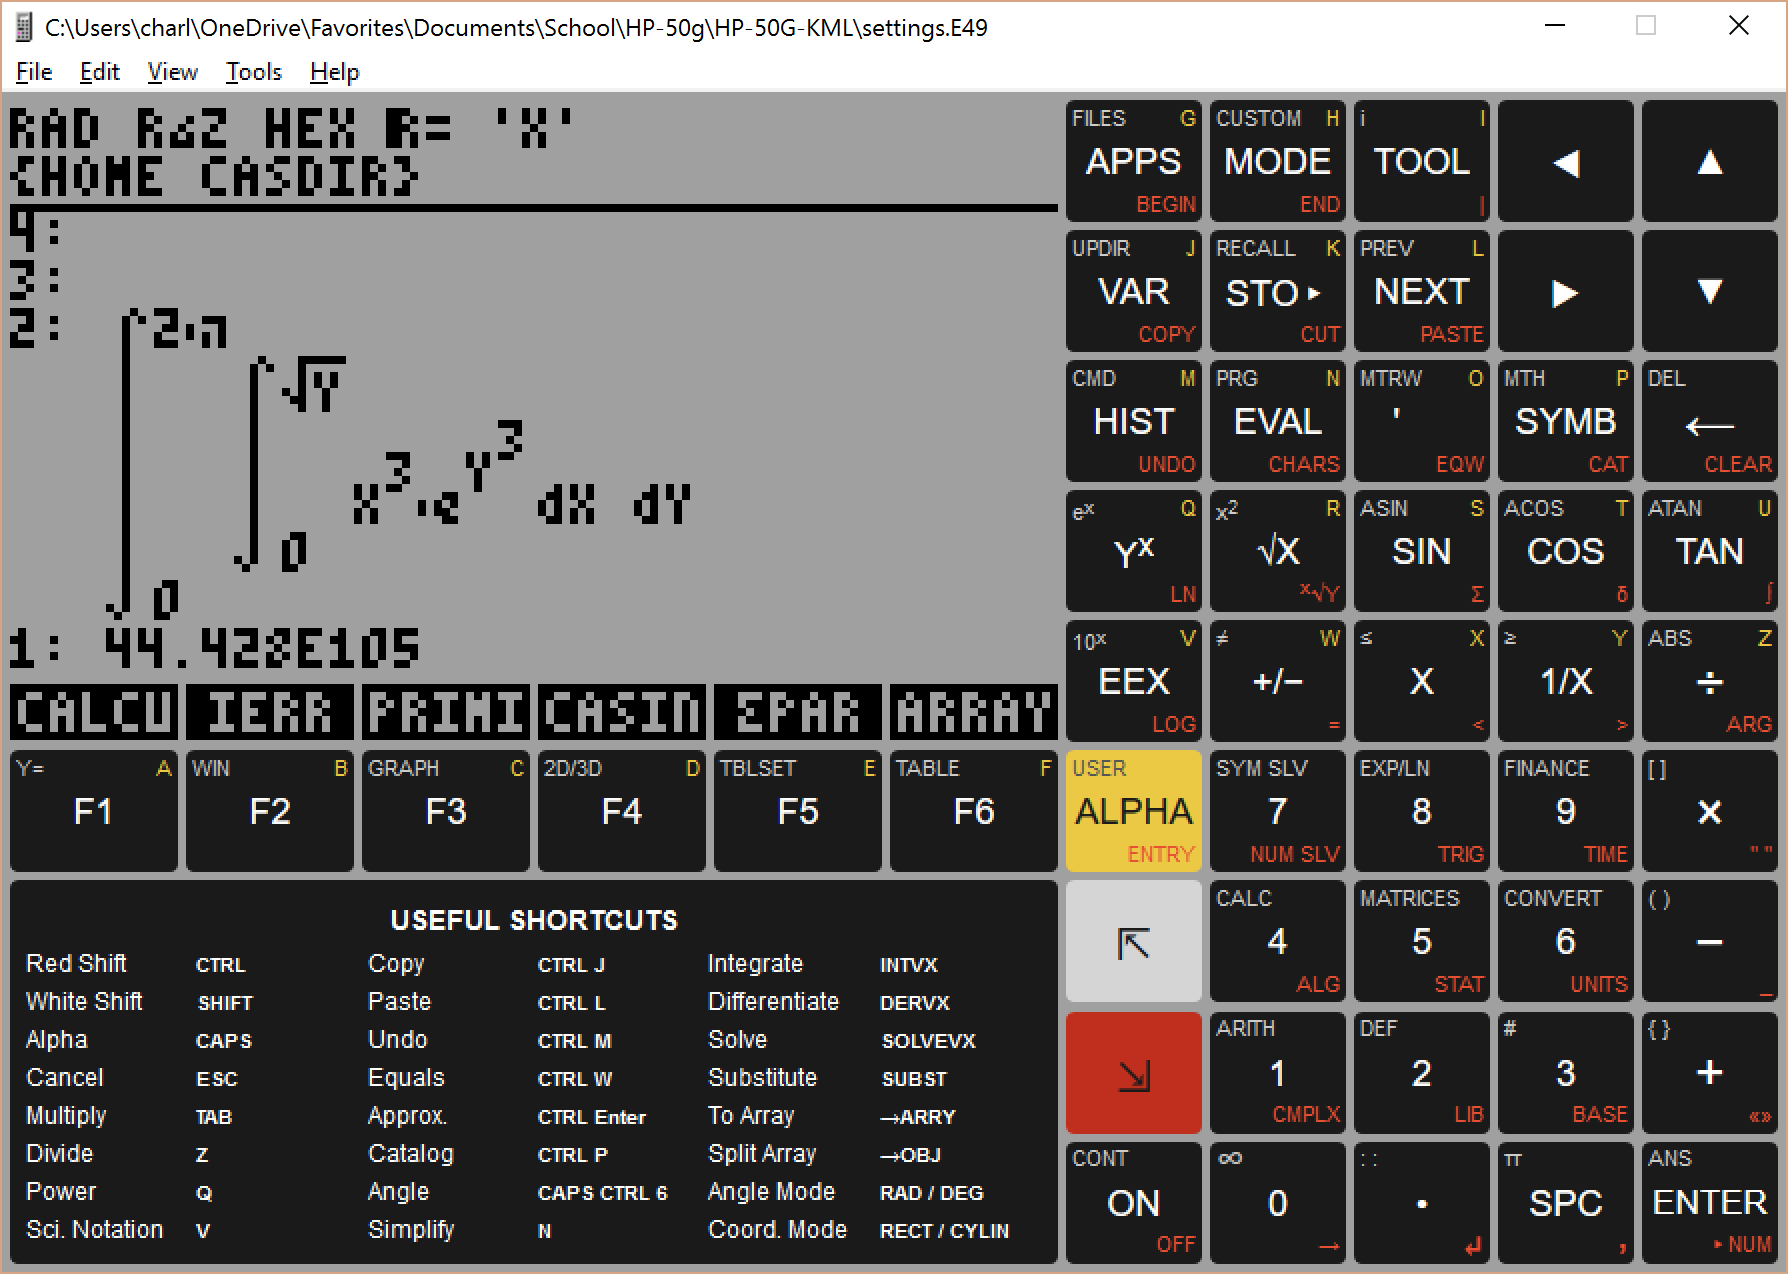 C:\Users\charl\OneDrive\Favorites\Documents\School\HP-50g\HP-50G-KML\settings.E49
File Edit View Tools Help
RAD R∡Z HEX R= 'X'
{HOME CASDIR}
4:
3:
2: ∫ 2·π
∫ √Y
X^3·e^Y^3 dX dY
0
0
1: 44.428E105
CALCU IERR PRIMI CASIN ΣPAR ARRAY
FILES G CUSTOM H i I
APPS MODE TOOL ◀ ▲
BEGIN END |
UPDIR J RECALL K PREV L
VAR STO ▸ NEXT ▶ ▼
COPY CUT PASTE
CMD M PRG N MTRW O MTH P DEL
HIST EVAL ' SYMB ←
UNDO CHARS EQW CAT CLEAR
e^x Q x² R ASIN S ACOS T ATAN U
Y^X √X SIN COS TAN
LN ˣ√Y Σ δ ∫
10^x V ≠ W ≤ X ≥ Y ABS Z
EEX +/− X 1/X ÷
LOG = < > ARG
Y= A WIN B GRAPH C 2D/3D D TBLSET E TABLE F
F1 F2 F3 F4 F5 F6
USER SYM SLV EXP/LN FINANCE [ ]
ALPHA 7 8 9 ×
ENTRY NUM SLV TRIG TIME " "
CALC MATRICES CONVERT ( )
↖ 4 5 6 −
ALG STAT UNITS _
ARITH DEF # { }
↘ 1 2 3 +
CMPLX LIB BASE «»
CONT ∞ : : π ANS
ON 0 . SPC ENTER
OFF → ↵ , ▸NUM
USEFUL SHORTCUTS
Red Shift CTRL Copy CTRL J Integrate INTVX
White Shift SHIFT Paste CTRL L Differentiate DERVX
Alpha CAPS Undo CTRL M Solve SOLVEVX
Cancel ESC Equals CTRL W Substitute SUBST
Multiply TAB Approx. CTRL Enter To Array →ARRY
Divide Z Catalog CTRL P Split Array →OBJ
Power Q Angle CAPS CTRL 6 Angle Mode RAD / DEG
Sci. Notation V Simplify N Coord. Mode RECT / CYLIN